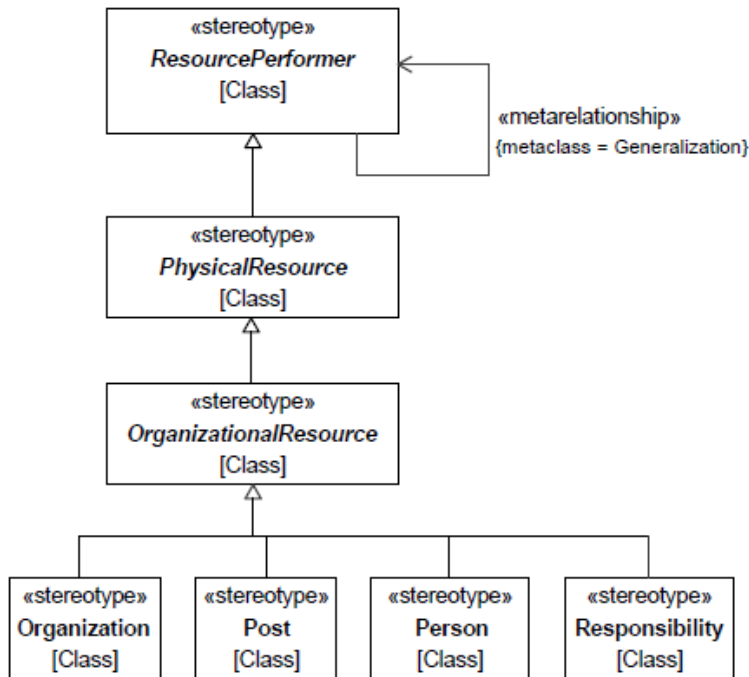 «stereotype»
ResourcePerformer
[Class]
«metarelationship»
{metaclass = Generalization}
«stereotype»
PhysicalResource
[Class]
«stereotype»
OrganizationalResource
[Class]
«stereotype»
Organization
[Class]
«stereotype»
Post
[Class]
«stereotype»
Person
[Class]
«stereotype»
Responsibility
[Class]